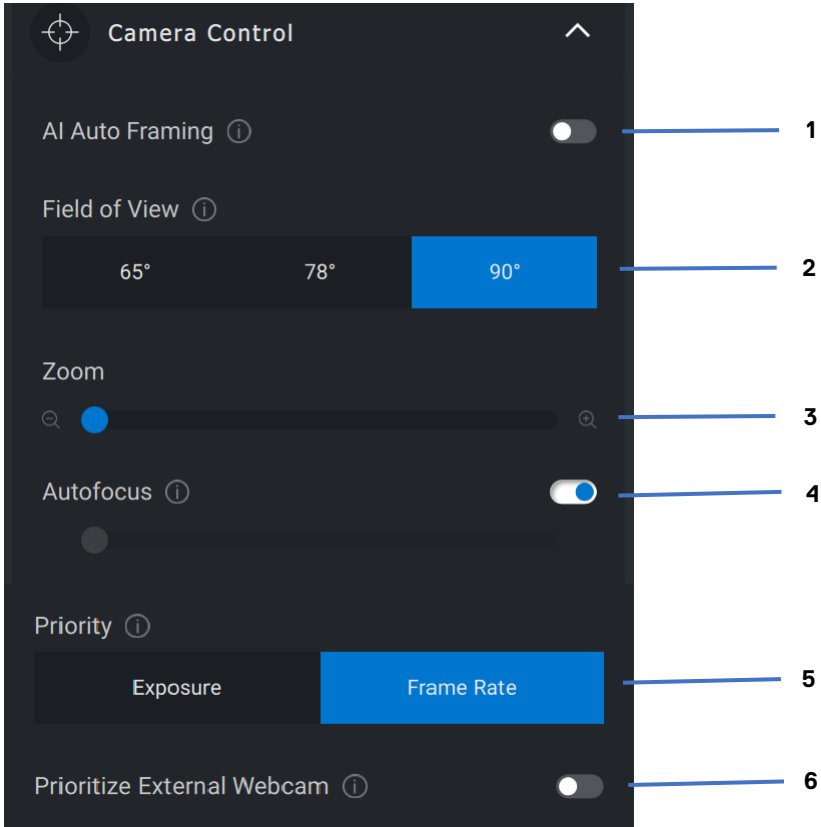 Camera Control
AI Auto Framing
1
Field of View
65° 78° 90°
2
Zoom
3
Autofocus
4
Priority
Exposure Frame Rate
5
Prioritize External Webcam
6